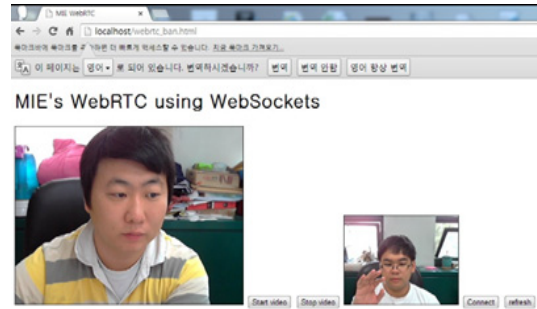 MIE WebRTC
localhost/webrtc_ban.html
이 페이지는 영어 로 되어 있습니다. 번역하시겠습니까? 번역 번역 안함 영어 항상 번역
MIE's WebRTC using WebSockets
Start video Stop video Connect refresh